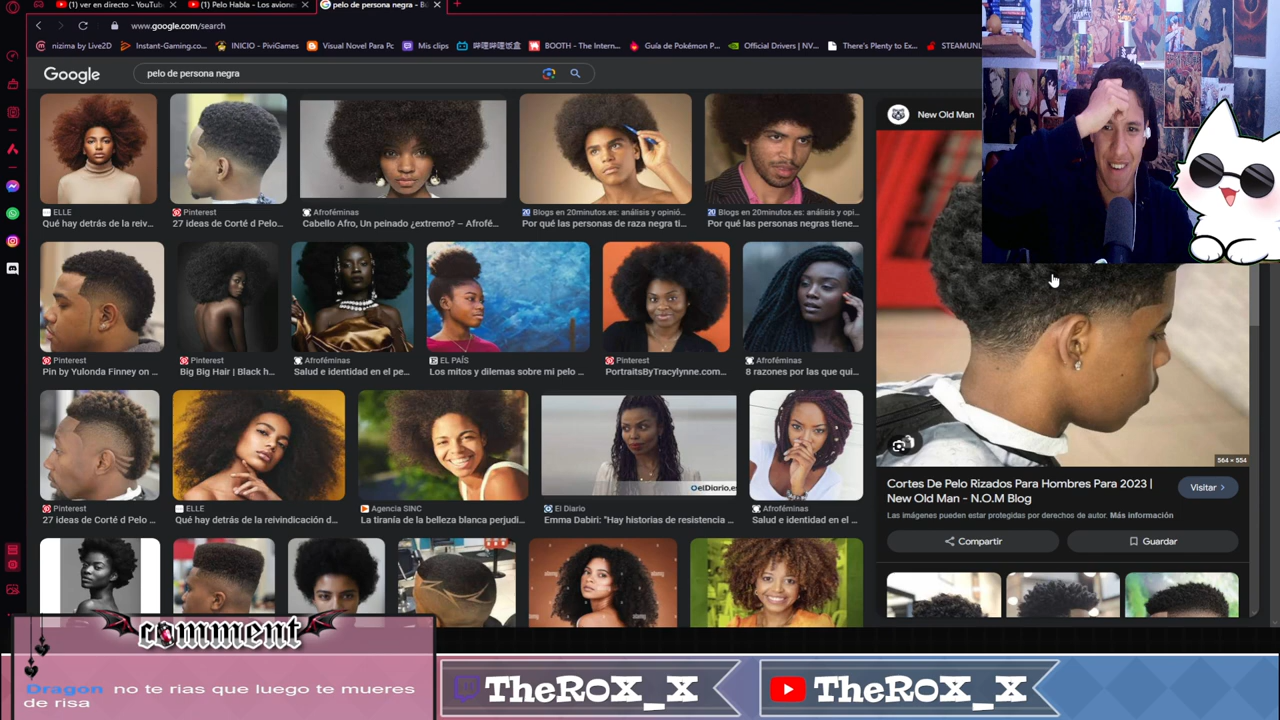 (1) ver en directo - YouTub
(1) Pelo Habla - Los avione
pelo de persona negra - B
www.google.com/search
nizima by Live2D
Instant-Gaming.co...
INICIO - PiviGames
Visual Novel Para Pc
Mis clips
哔哩哔哩饭盒
BOOTH - The Intern...
Guía de Pokémon P...
Official Drivers | NV...
There's Plenty to Ex...
STEAMUNL
Google
pelo de persona negra
New Old Man
ELLE
Qué hay detrás de la reiv...
Pinterest
27 ideas de Corté d Pelo...
Afroféminas
Cabello Afro, Un peinado ¿extremo? – Afrofé...
Blogs en 20minutos.es: análisis y opinió...
Por qué las personas de raza negra ti...
Blogs en 20minutos.es: análisis y opi...
Por qué las personas negras tiene...
Pinterest
Pin by Yulonda Finney on ...
Pinterest
Big Big Hair | Black h...
Afroféminas
Salud e identidad en el pe...
EL PAÍS
Los mitos y dilemas sobre mi pelo ...
Pinterest
PortraitsByTracylynne.com...
Afroféminas
8 razones por las que qui...
564 × 554
Cortes De Pelo Rizados Para Hombres Para 2023 |
New Old Man - N.O.M Blog
Visitar
Las imágenes pueden estar protegidas por derechos de autor. Más información
Compartir
Guardar
Pinterest
27 ideas de Corté d Pelo ...
ELLE
Qué hay detrás de la reivindicación d...
Agencia SINC
La tiranía de la belleza blanca perjudi...
elDiario.es
El Diario
Emma Dabiri: "Hay historias de resistencia ...
Afroféminas
Salud e identidad en el ...
comment
Dragon no te rias que luego te mueres
de risa
TheRoX_X
TheRoX_X